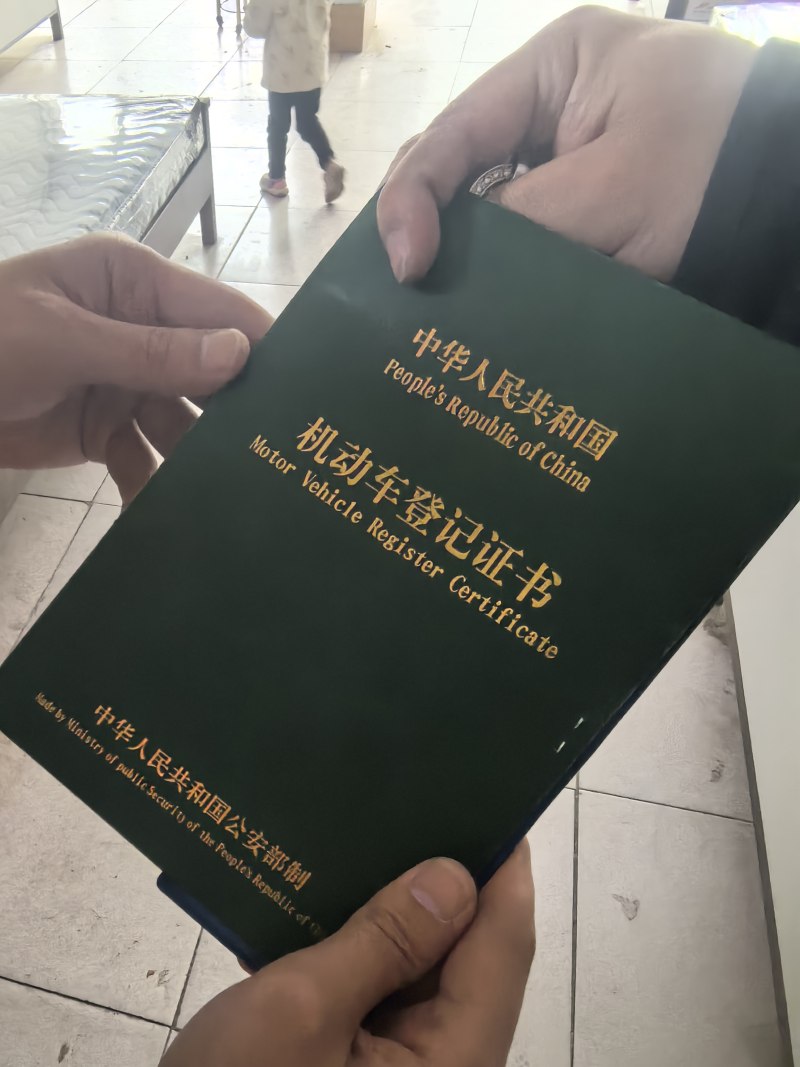 中华人民共和国
People's Republic of China
机动车登记证书
Motor Vehicle Register Certificate
中华人民共和国公安部制
Made by Ministry of public Security of the People's Republic of